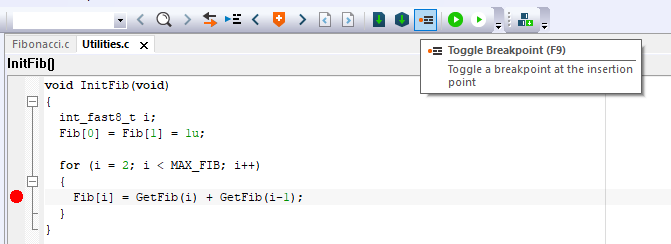 Fibonacci.c Utilities.c
Toggle Breakpoint (F9)
Toggle a breakpoint at the insertion
point
InitFib()
void InitFib(void)
{
int_fast8_t i;
Fib[0] = Fib[1] = 1u;
for (i = 2; i < MAX_FIB; i++)
{
Fib[i] = GetFib(i) + GetFib(i-1);
}
}